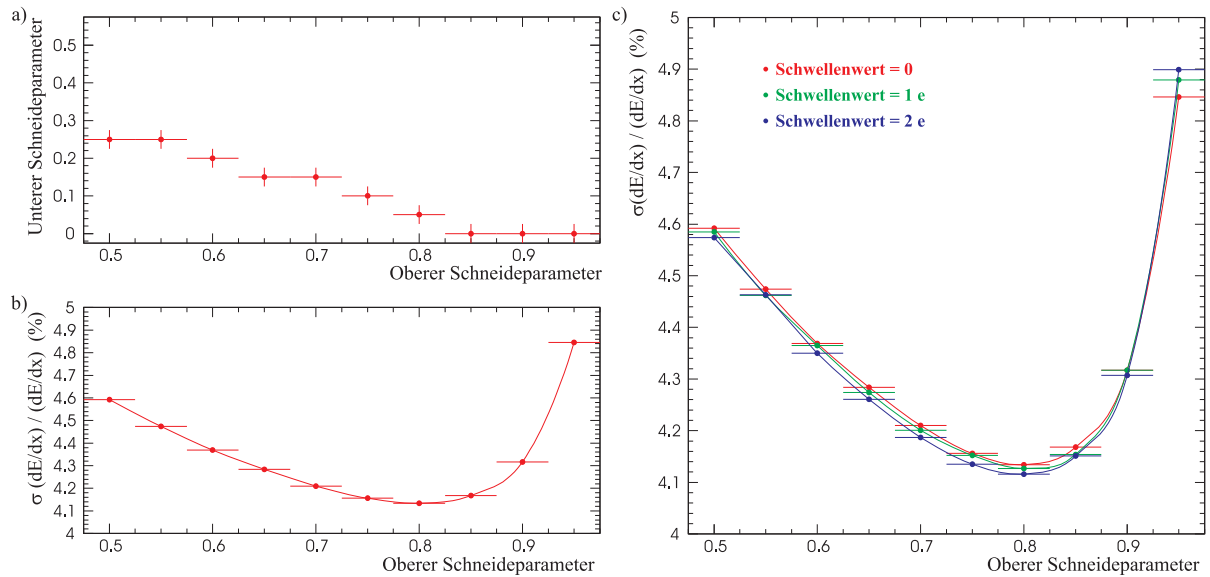 a)
Unterer Schneideparameter
0.5
0.4
0.3
0.2
0.1
0
0.5 0.6 0.7 0.8 0.9
Oberer Schneideparameter
b)
σ (dE/dx) / (dE/dx) (%)
5
4.9
4.8
4.7
4.6
4.5
4.4
4.3
4.2
4.1
4
0.5 0.6 0.7 0.8 0.9
Oberer Schneideparameter
c)
σ(dE/dx) / (dE/dx) (%)
5
4.9
4.8
4.7
4.6
4.5
4.4
4.3
4.2
4.1
4
Schwellenwert = 0
Schwellenwert = 1 e
Schwellenwert = 2 e
0.5 0.6 0.7 0.8 0.9
Oberer Schneideparameter